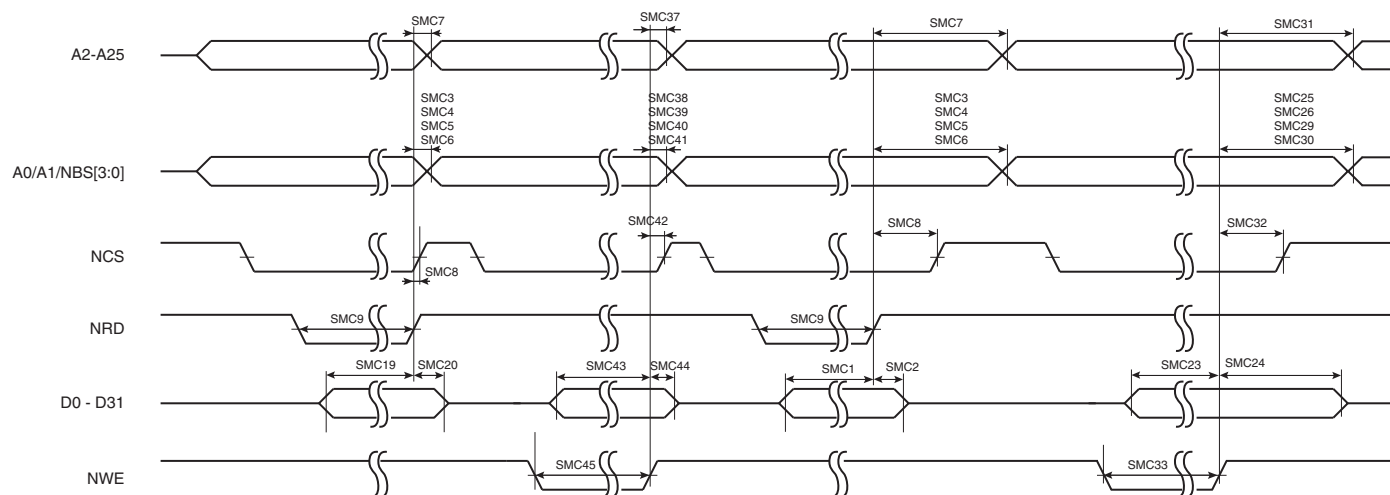 SMC7 SMC37 SMC7 SMC31
A2-A25
SMC3 SMC38 SMC3 SMC25
SMC4 SMC39 SMC4 SMC26
SMC5 SMC40 SMC5 SMC29
SMC6 SMC41 SMC6 SMC30
A0/A1/NBS[3:0]
SMC42 SMC8 SMC32
NCS
SMC8
NRD
SMC9 SMC9
SMC19 SMC20 SMC43 SMC44 SMC1 SMC2 SMC23 SMC24
D0 - D31
SMC45 SMC33
NWE